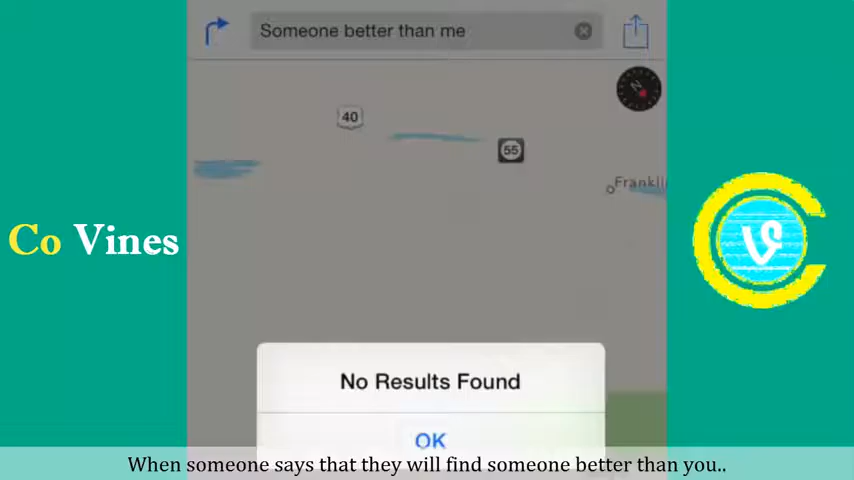 Someone better than me
40
55
N
Franklin
Co Vines
No Results Found
OK
When someone says that they will find someone better than you..